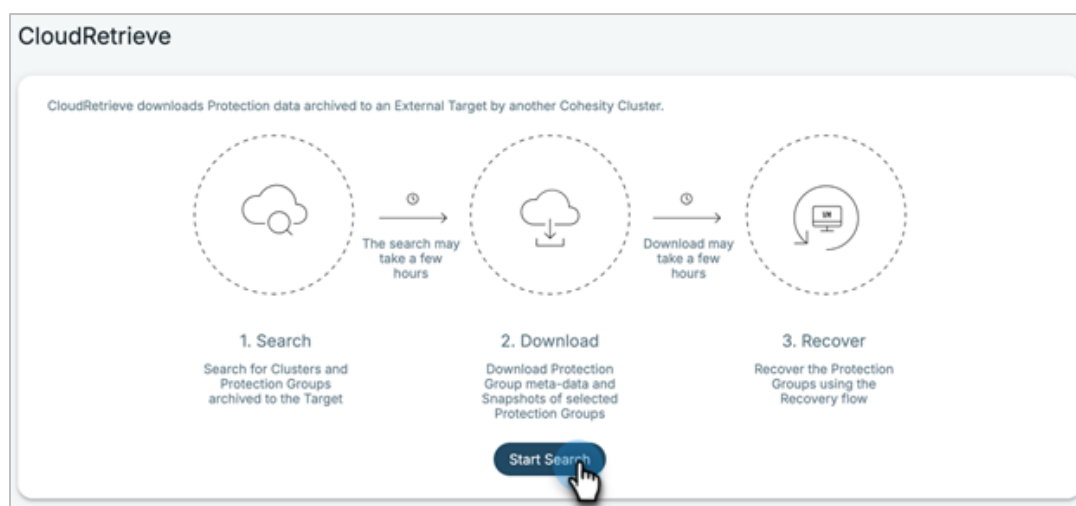 CloudRetrieve
CloudRetrieve downloads Protection data archived to an External Target by another Cohesity Cluster.
The search may
take a few
hours
Download may
take a few
hours
VM
1. Search
Search for Clusters and
Protection Groups
archived to the Target
2. Download
Download Protection
Group meta-data and
Snapshots of selected
Protection Groups
3. Recover
Recover the Protection
Groups using the
Recovery flow
Start Search